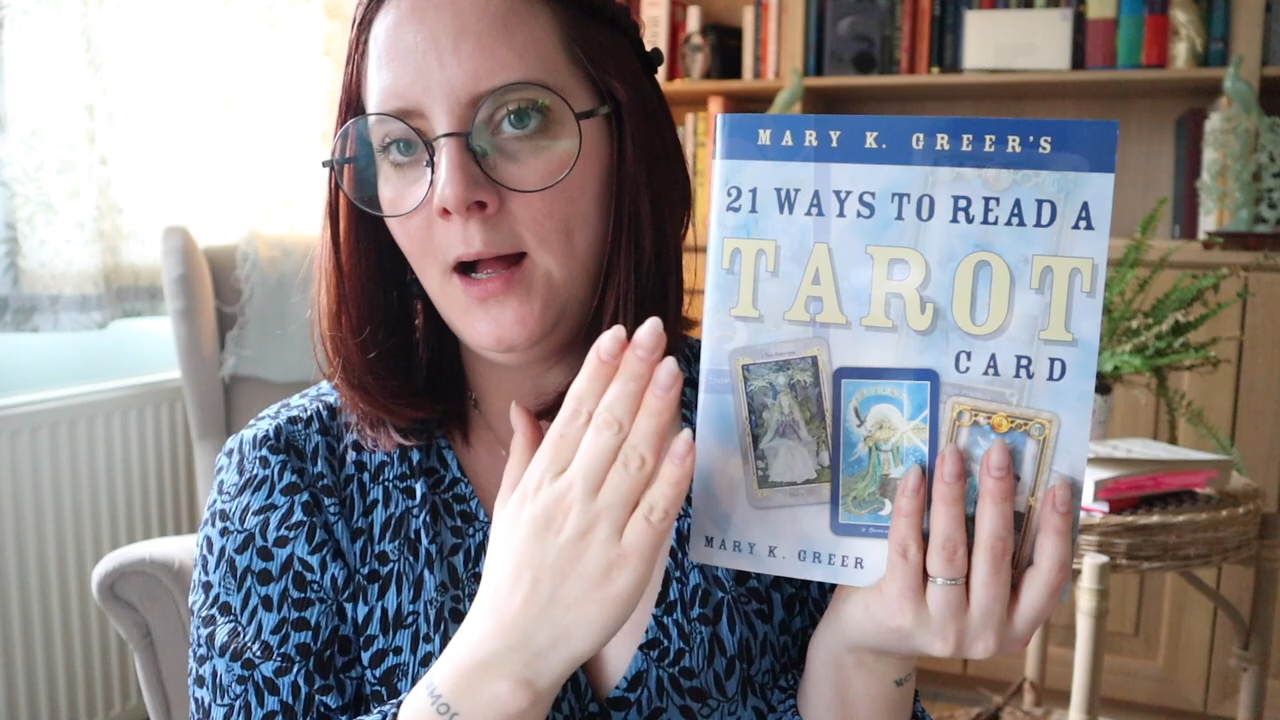 MARY K. GREER'S
21 WAYS TO READ A
TAROT
CARD
MARY K. GREER